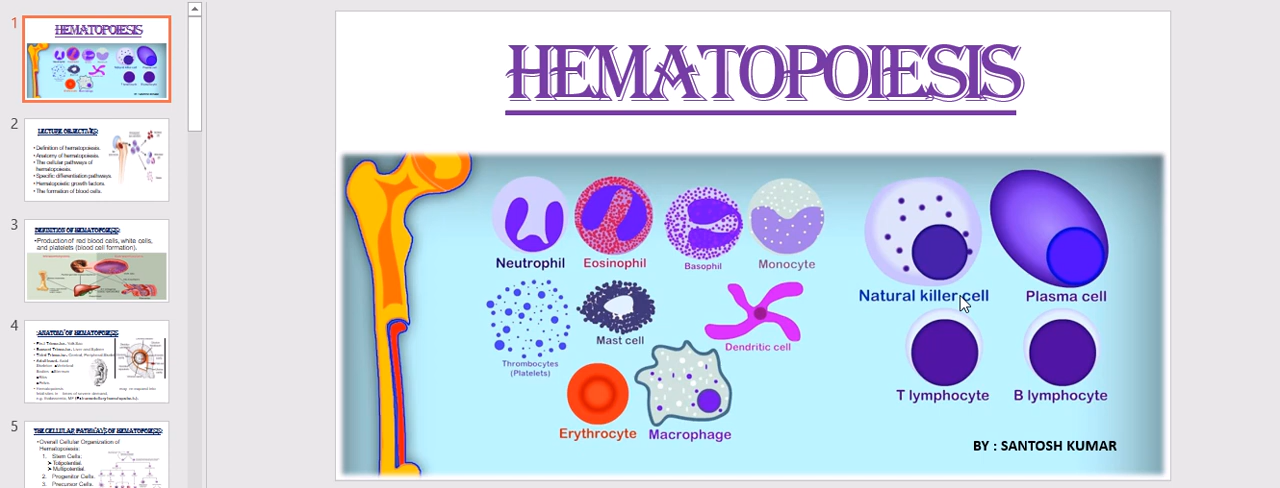 1
HEMATOPOIESIS
BY : SANTOSH KUMAR
2
LECTURE OBJECTIVES
•Definition of hematopoiesis.
•Anatomy of hematopoiesis.
•The cellular pathways of
hematopoiesis.
•Specific differentiation pathways.
•Hematopoietic growth factors.
•The formation of blood cells.
3
DEFINITION OF HEMATOPOIESIS
•Production of red blood cells, white cells,
and platelets (blood cell formation).
4
ANATOMY OF HEMATOPOIESIS
5
THE CELLULAR PATHWAYS OF HEMATOPOIESIS
•Overall Cellular Organization of
Hematopoiesis:
1. Stem Cells:
➤ Totipotential.
➤ Multipotential.
2. Progenitor Cells.
3. Precursor Cells.
HEMATOPOIESIS
Neutrophil
Eosinophil
Basophil
Monocyte
Natural killer cell
Plasma cell
Thrombocytes
(Platelets)
Mast cell
Dendritic cell
T lymphocyte
B lymphocyte
Erythrocyte
Macrophage
BY : SANTOSH KUMAR